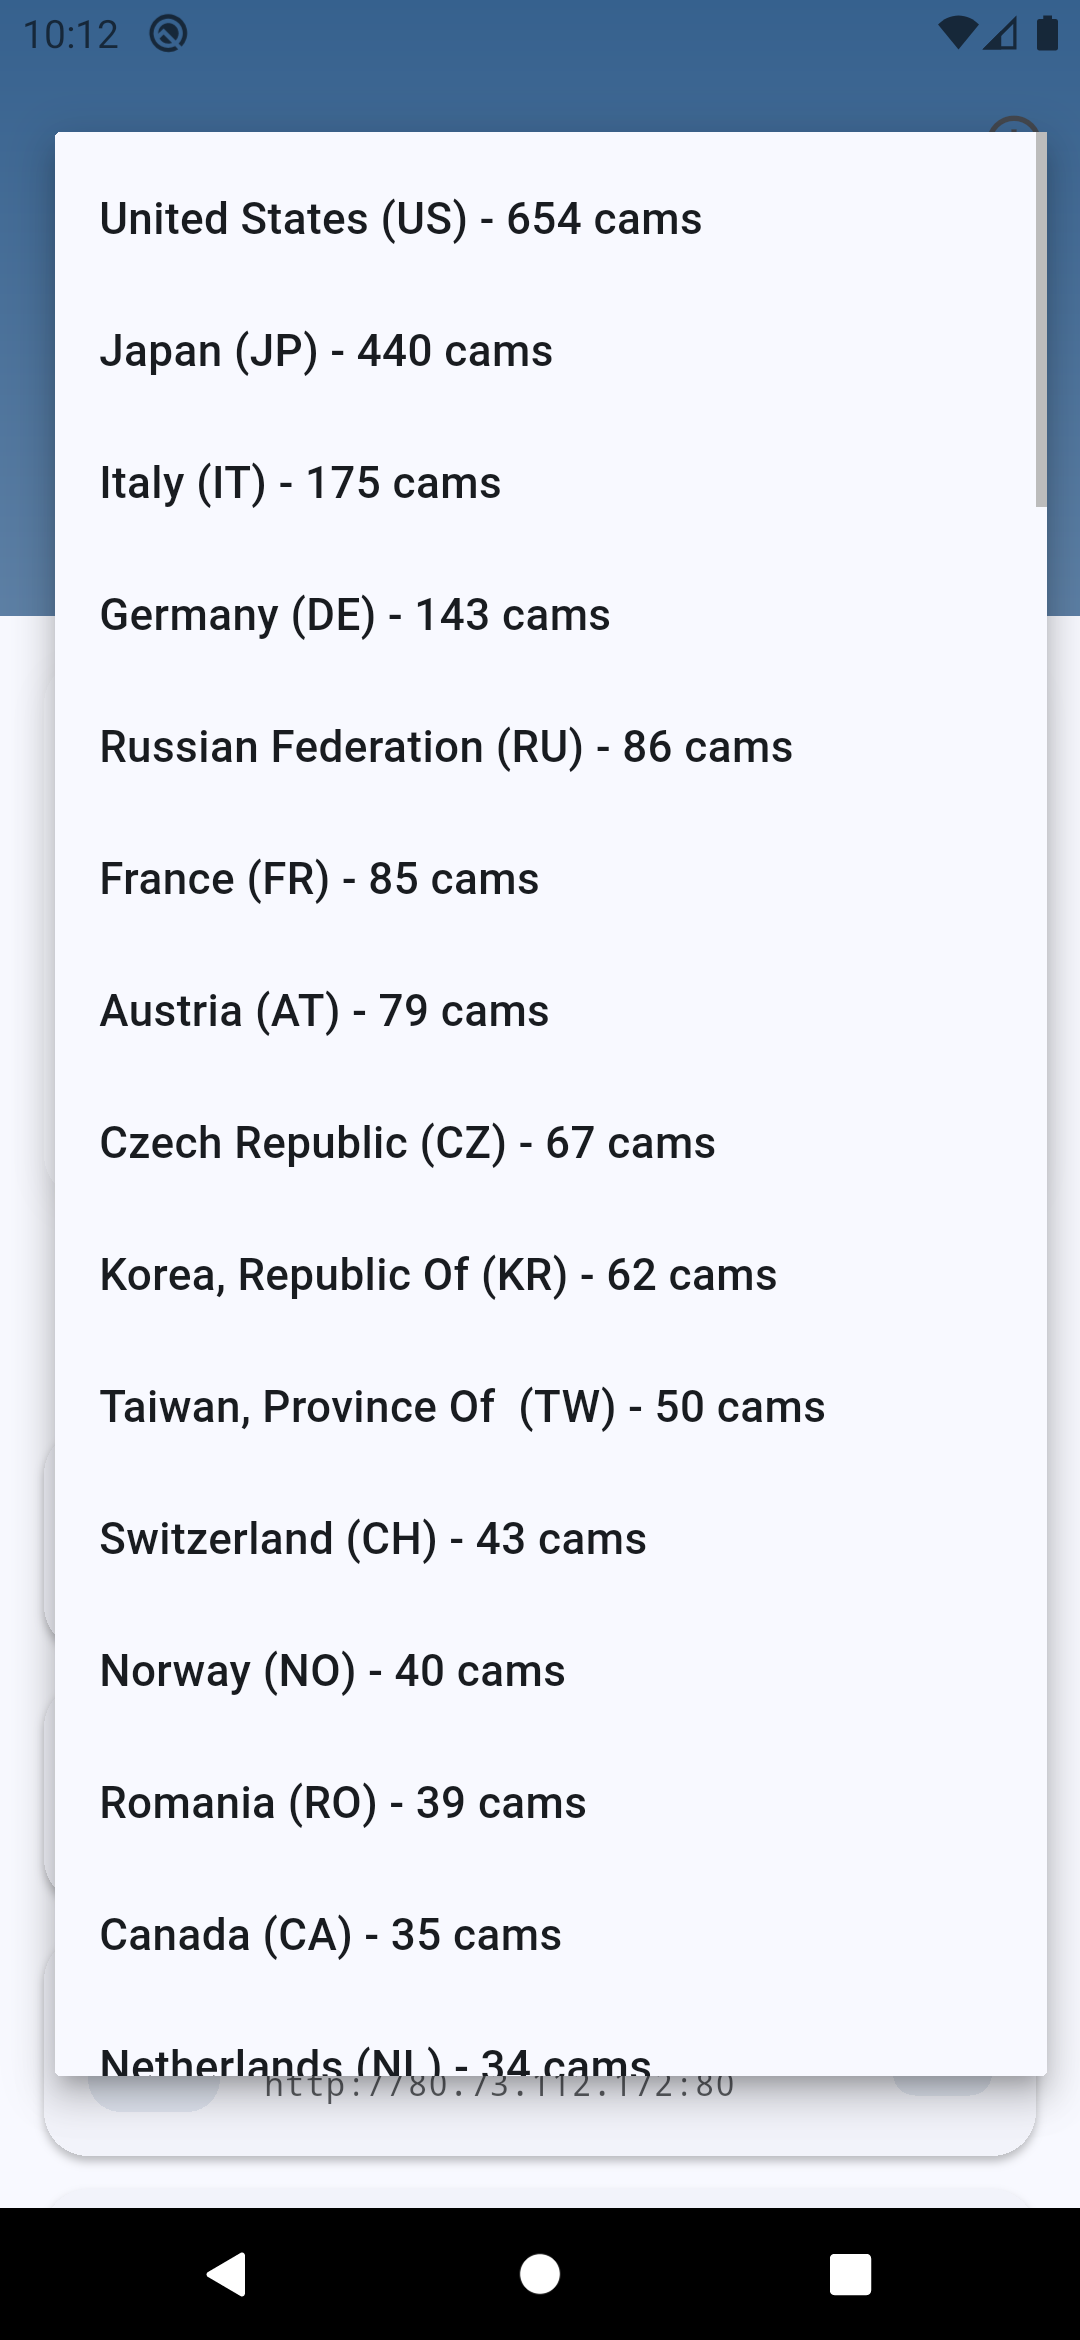 10:12
United States (US) - 654 cams
Japan (JP) - 440 cams
Italy (IT) - 175 cams
Germany (DE) - 143 cams
Russian Federation (RU) - 86 cams
France (FR) - 85 cams
Austria (AT) - 79 cams
Czech Republic (CZ) - 67 cams
Korea, Republic Of (KR) - 62 cams
Taiwan, Province Of  (TW) - 50 cams
Switzerland (CH) - 43 cams
Norway (NO) - 40 cams
Romania (RO) - 39 cams
Canada (CA) - 35 cams
Netherlands (NL) - 34 cams
http://80.73.112.172:80